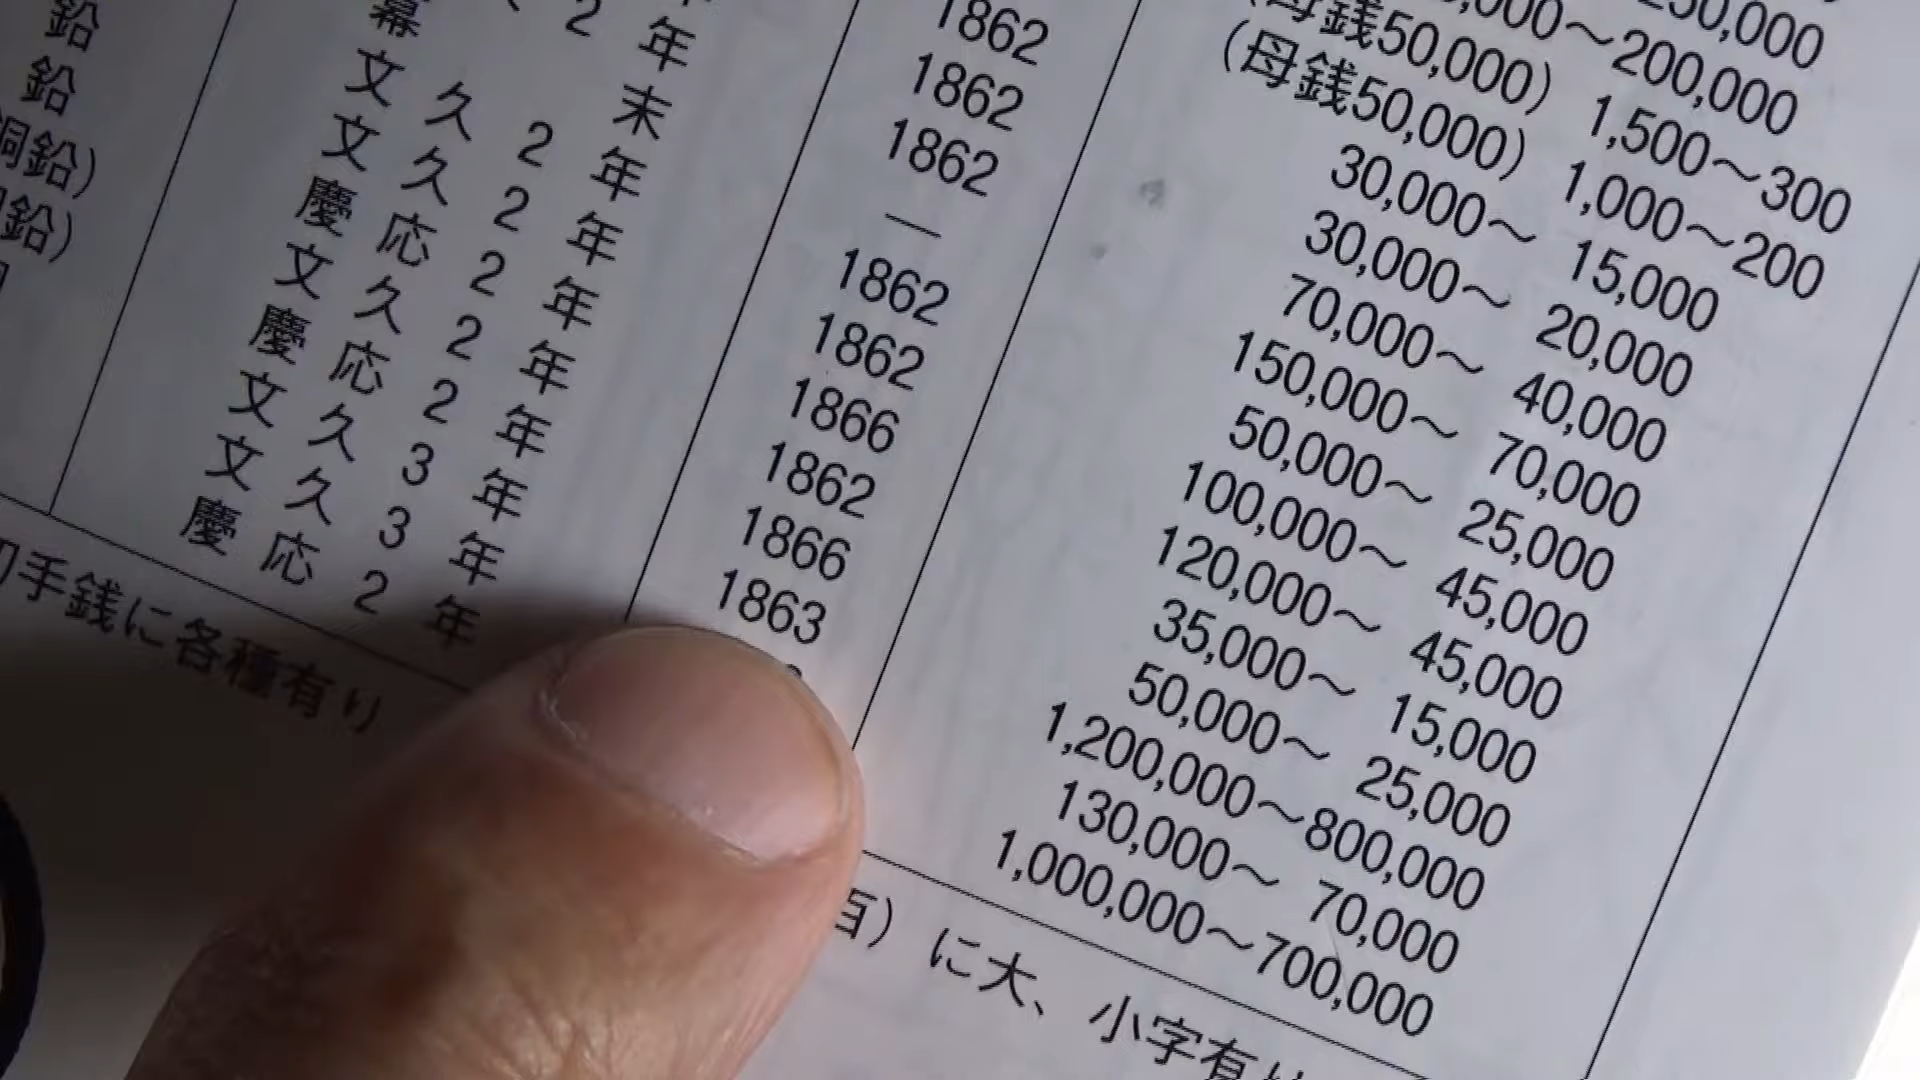 000～200,000
(母銭50,000) 1,500～300
(母銭50,000) 1,000～200
1862 30,000～ 15,000
1862 30,000～ 20,000
2年 1862 70,000～ 40,000
幕末 — 150,000～ 70,000
文久2年 1862 50,000～ 25,000
鉛 文久2年 1862 100,000～ 45,000
鉛 慶応2年 1866 120,000～ 45,000
銅鉛) 文久2年 1862 35,000～ 15,000
鉛) 慶応2年 1866 50,000～ 25,000
文久3年 1863 1,200,000～800,000
文久3年 130,000～ 70,000
慶応2年 1,000,000～700,000
手銭に各種有り
百) に大、小字有り